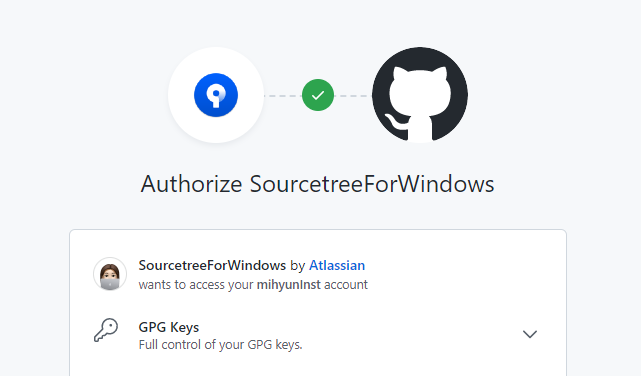 Authorize SourcetreeForWindows
SourcetreeForWindows by Atlassian
wants to access your mihyunInst account
GPG Keys
Full control of your GPG keys.